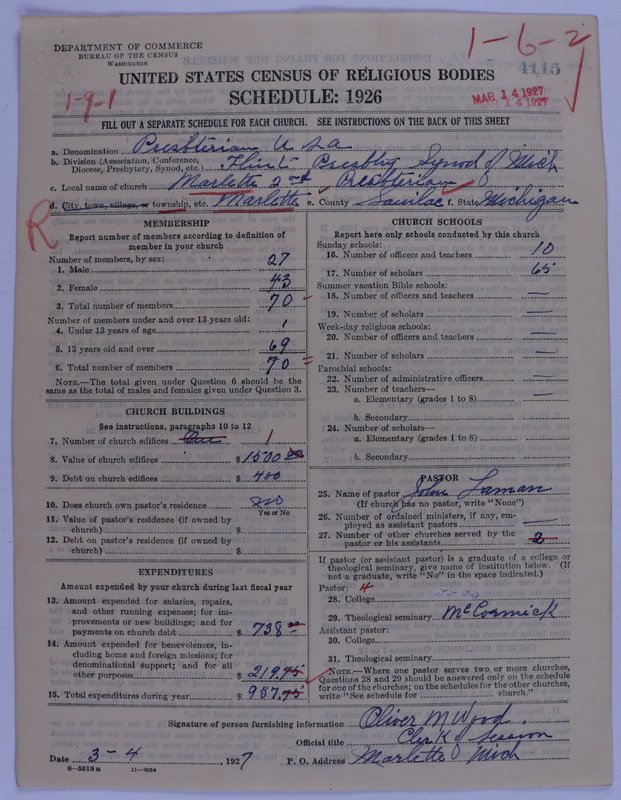 DEPARTMENT OF COMMERCE
BUREAU OF THE CENSUS
WASHINGTON
1-6-2
4115
1-9-1
UNITED STATES CENSUS OF RELIGIOUS BODIES
SCHEDULE: 1926
MAR 14 1927
FILL OUT A SEPARATE SCHEDULE FOR EACH CHURCH. SEE INSTRUCTIONS ON THE BACK OF THIS SHEET
a. Denomination Presbterian U S a
b. Division (Association, Conference, Diocese, Presbytery, Synod, etc.) Flint Presbtry Synod of Mich
c. Local name of church Marlette 2nd Presbterian
d. City, town, village, or township, etc. Marlette e. County Sanilac f. State Michigan
R
MEMBERSHIP
Report number of members according to definition of
member in your church
Number of members, by sex:
1. Male 27
2. Female 43
3. Total number of members 70
Number of members under and over 13 years old:
4. Under 13 years of age 1
5. 13 years old and over 69
6. Total number of members 70
NOTE.—The total given under Question 6 should be the
same as the total of males and females given under Question 3.
CHURCH BUILDINGS
See instructions, paragraphs 10 to 12
7. Number of church edifices One 1
8. Value of church edifices $ 1500 00
9. Debt on church edifices $ 400
10. Does church own pastor's residence no
Yes or No
11. Value of pastor's residence (if owned by
church) $
12. Debt on pastor's residence (if owned by
church) $
EXPENDITURES
Amount expended by your church during last fiscal year
13. Amount expended for salaries, repairs,
and other running expenses; for im-
provements or new buildings; and for
payments on church debt $ 738 00
14. Amount expended for benevolences, in-
cluding home and foreign missions; for
denominational support; and for all
other purposes $ 219.75
15. Total expenditures during year $ 957.75
CHURCH SCHOOLS
Report here only schools conducted by this church
Sunday schools:
16. Number of officers and teachers 10
17. Number of scholars 65
Summer vacation Bible schools:
18. Number of officers and teachers —
19. Number of scholars —
Week-day religious schools:
20. Number of officers and teachers —
21. Number of scholars —
Parochial schools:
22. Number of administrative officers —
23. Number of teachers—
a. Elementary (grades 1 to 8) —
b. Secondary
24. Number of scholars—
a. Elementary (grades 1 to 8) —
b. Secondary
PASTOR
25. Name of pastor John Laman
(If church has no pastor, write "None")
26. Number of ordained ministers, if any, em-
ployed as assistant pastors —
27. Number of other churches served by the
pastor or his assistants 2
If pastor (or assistant pastor) is a graduate of a college or
theological seminary, give name of institution below. (If
not a graduate, write "No" in the space indicated.)
Pastor: 4
28. College
29. Theological seminary McCormick
Assistant pastor:
30. College
31. Theological seminary
NOTE.—Where one pastor serves two or more churches,
Questions 28 and 29 should be answered only on the schedule
for one of the churches; on the schedules for the other churches,
write "See schedule for church."
Signature of person furnishing information Oliver M Wood
Official title Clerk of Session
Date 3-4, 1927 P. O. Address Marlette Mich
8-5518a 11-9054